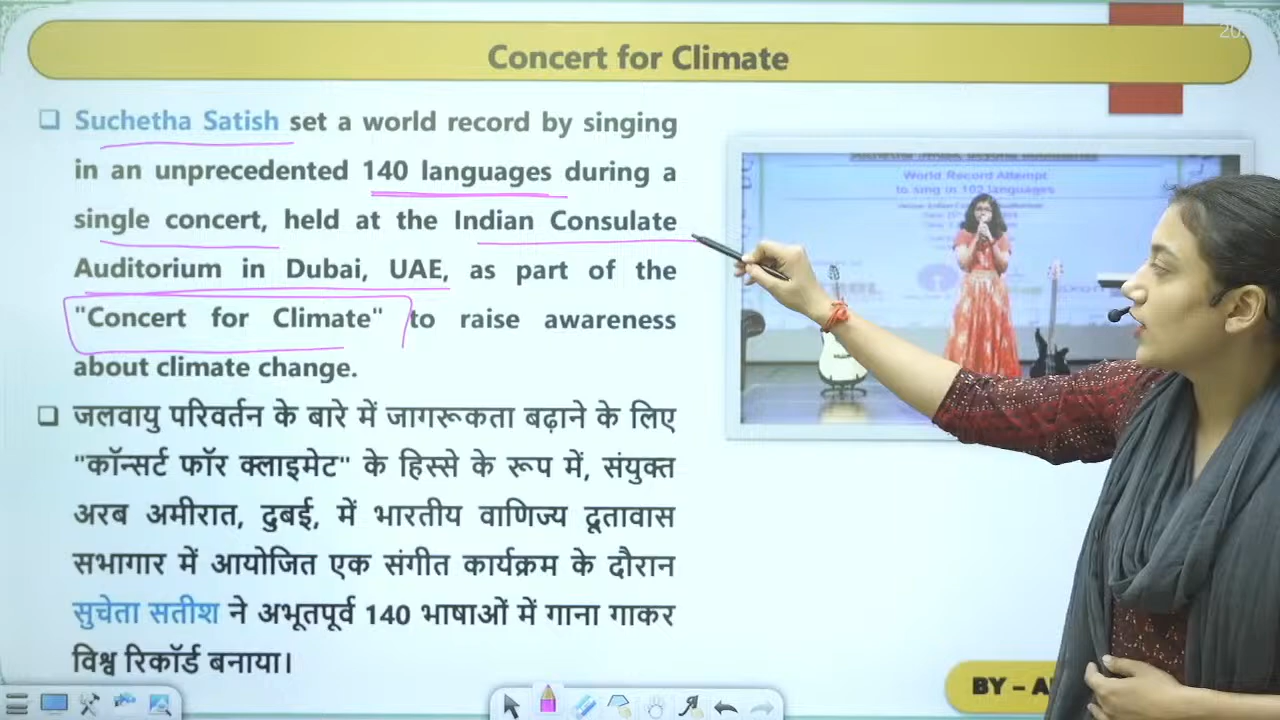 Concert for Climate
Suchetha Satish set a world record by singing
in an unprecedented 140 languages during a
single concert, held at the Indian Consulate
Auditorium in Dubai, UAE, as part of the
"Concert for Climate" to raise awareness
about climate change.
जलवायु परिवर्तन के बारे में जागरूकता बढ़ाने के लिए
"कॉन्सर्ट फॉर क्लाइमेट" के हिस्से के रूप में, संयुक्त
अरब अमीरात, दुबई, में भारतीय वाणिज्य दूतावास
सभागार में आयोजित एक संगीत कार्यक्रम के दौरान
सुचेता सतीश ने अभूतपूर्व 140 भाषाओं में गाना गाकर
विश्व रिकॉर्ड बनाया।
World Record Attempt
to sing in 102 languages
BY –